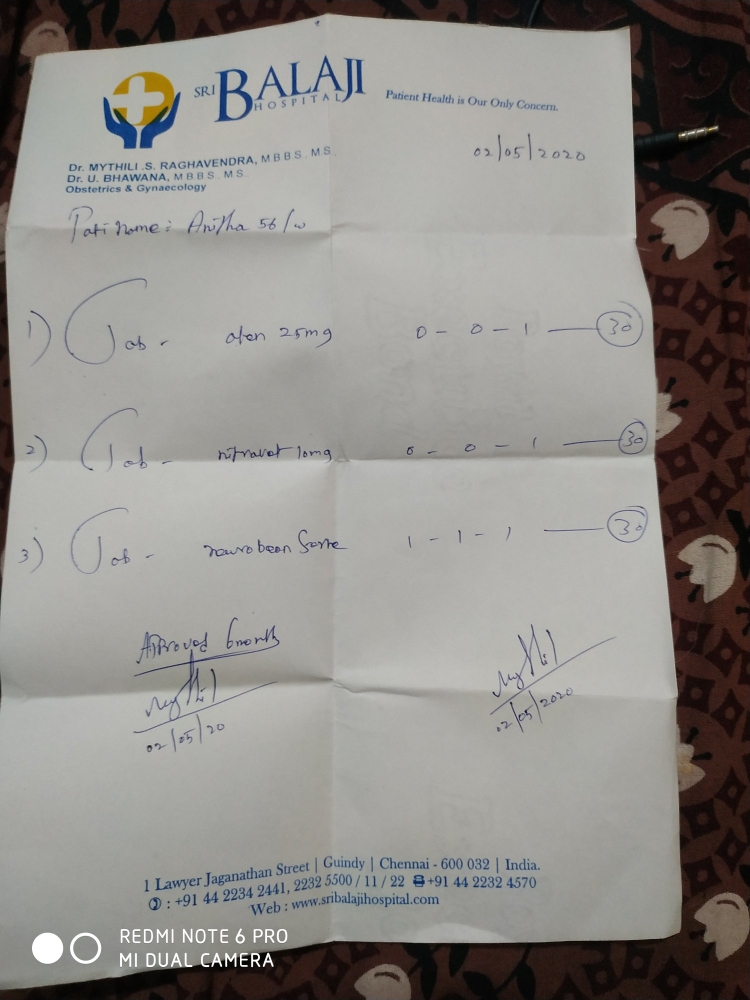 SRI BALAJI
HOSPITAL
Patient Health is Our Only Concern.
Dr. MYTHILI .S. RAGHAVENDRA, M B B S. M S.
Dr. U. BHAWANA, M B B S. M S.
Obstetrics & Gynaecology
02/05/2020
Pati name: Anitha 56/w
1) Tab - 25mg 0 - 0 - 1 — 30
2) Tab - nitravat 10mg 0 - 0 - 1 — 30
3) Tab - neurobeon forte 1 - 1 - 1 — 30
Approved 6 month
02/05/20
02/05/2020
1 Lawyer Jaganathan Street | Guindy | Chennai - 600 032 | India.
: +91 44 2234 2441, 2232 5500 / 11 / 22 +91 44 2232 4570
Web : www.sribalajihospital.com
REDMI NOTE 6 PRO
MI DUAL CAMERA